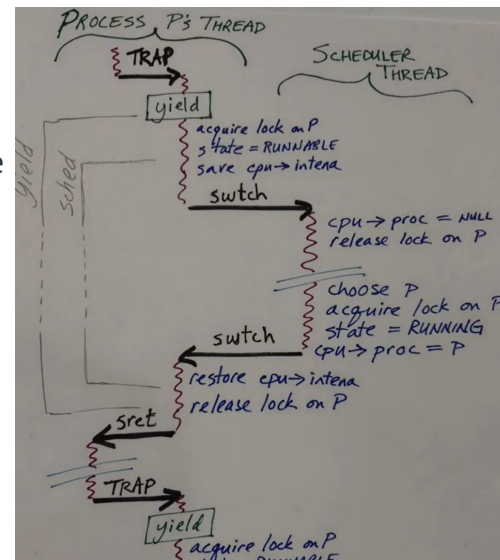 PROCESS P's THREAD
SCHEDULER
THREAD
TRAP
yield
acquire lock on P
state = RUNNABLE
save cpu → intena
yield
sched
swtch
cpu → proc = NULL
release lock on P
choose P
acquire lock on P
state = RUNNING
cpu → proc = P
swtch
restore cpu → intena
release lock on P
sret
TRAP
yield
acquire lock on P